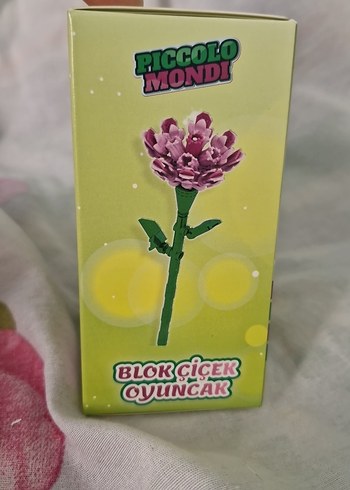 PICCOLO
MONDI
BLOK ÇİÇEK
OYUNCAK